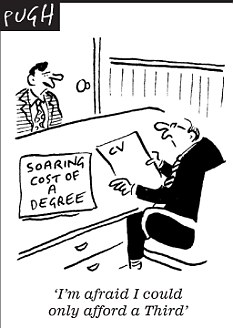 PUGH
CV
SOARING
COST OF
A
DEGREE
‘I'm afraid I could
only afford a Third’